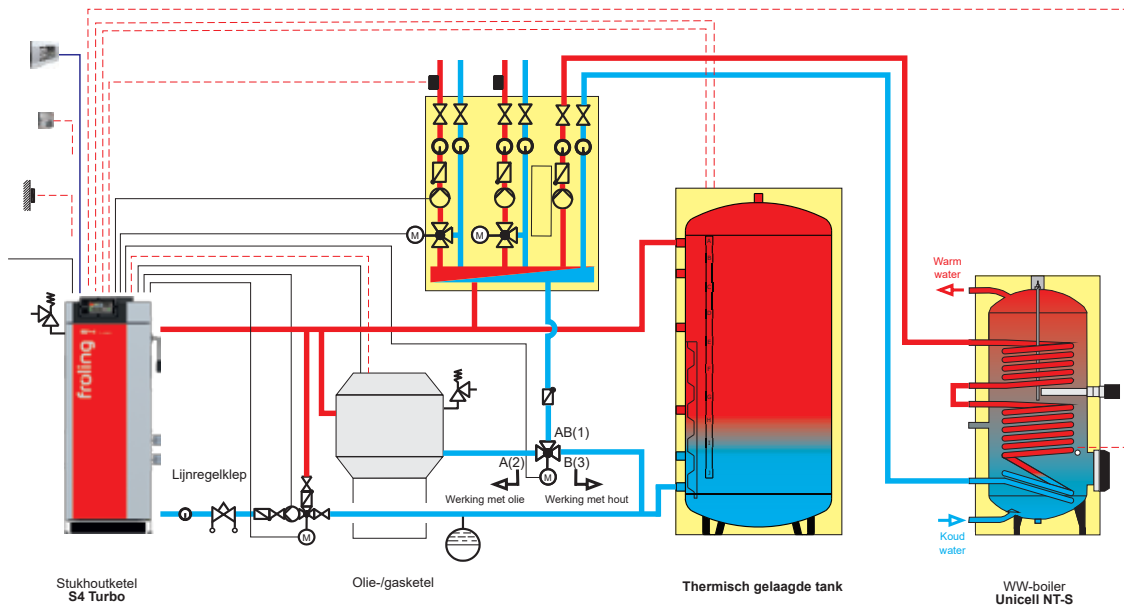 M
M
froling
Warm
water
AB(1)
A(2)
B(3)
M
Werking met olie
Werking met hout
Lijnregelklep
M
Koud
water
Stukhoutketel
S4 Turbo
Olie-/gasketel
Thermisch gelaagde tank
WW-boiler
Unicell NT-S